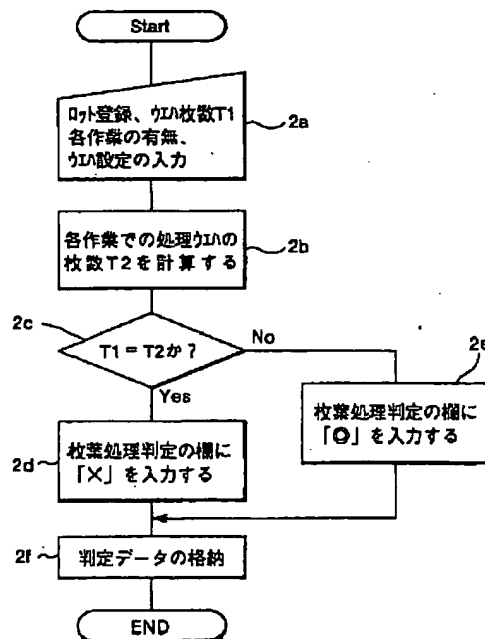 Start
ﾛｯﾄ登録、ｳｴﾊ枚数T1
各作業の有無、
ｳｴﾊ設定の入力
2a
各作業での処理ｳｴﾊの
枚数T2を計算する
2b
2c
T1=T2か?
No
Yes
2e
枚葉処理判定の欄に
「◎」を入力する
枚葉処理判定の欄に
「×」を入力する
2d
2f
判定データの格納
END